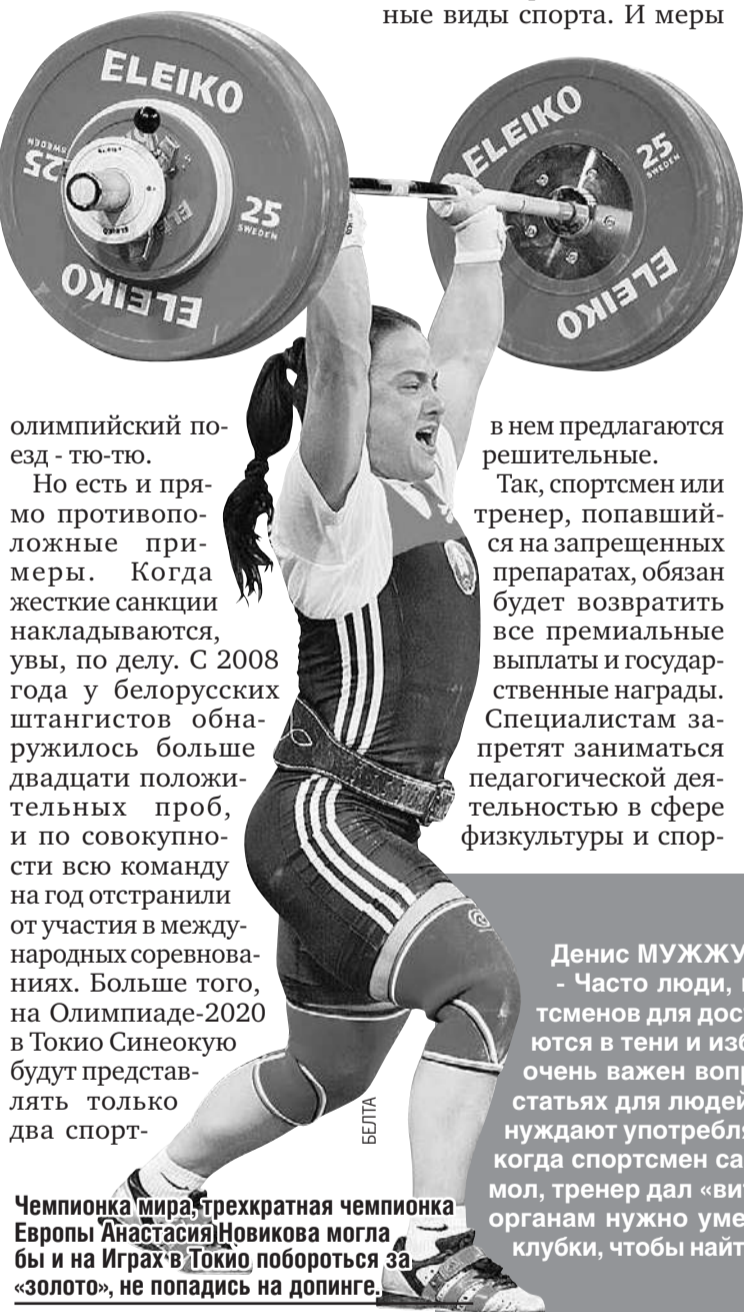 ные виды спорта. И меры
ELEIKO
25
SWEDEN
25
SWEDEN
ELEIKO
ELEIKO
ELEIKO
25
SWEDEN
ELEIKO
олимпийский по-
езд - тю-тю.
Но есть и пря-
мо противопо-
ложные при-
меры. Когда
жесткие санкции
накладываются,
увы, по делу. С 2008
года у белорусских
штангистов обна-
ружилось больше
двадцати положи-
тельных проб,
и по совокупно-
сти всю команду
на год отстранили
от участия в между-
народных соревнова-
ниях. Больше того,
на Олимпиаде-2020
в Токио Синеокую
будут представ-
лять только
два спорт-
в нем предлагаются
решительные.
Так, спортсмен или
тренер, попавший-
ся на запрещенных
препаратах, обязан
будет возвратить
все премиальные
выплаты и государ-
ственные награды.
Специалистам за-
претят заниматься
педагогической дея-
тельностью в сфере
физкультуры и спор-
БЕЛТА
Чемпионка мира, трехкратная чемпионка
Европы Анастасия Новикова могла
бы и на Играх в Токио побороться за
«золото», не попадись на допинге.
Денис МУЖЖУ
- Часто люди,
тсменов для дос
ются в тени и изб
очень важен вопр
статьях для людей
нуждают употребля
когда спортсмен са
мол, тренер дал «ви
органам нужно уме
клубки, чтобы найт